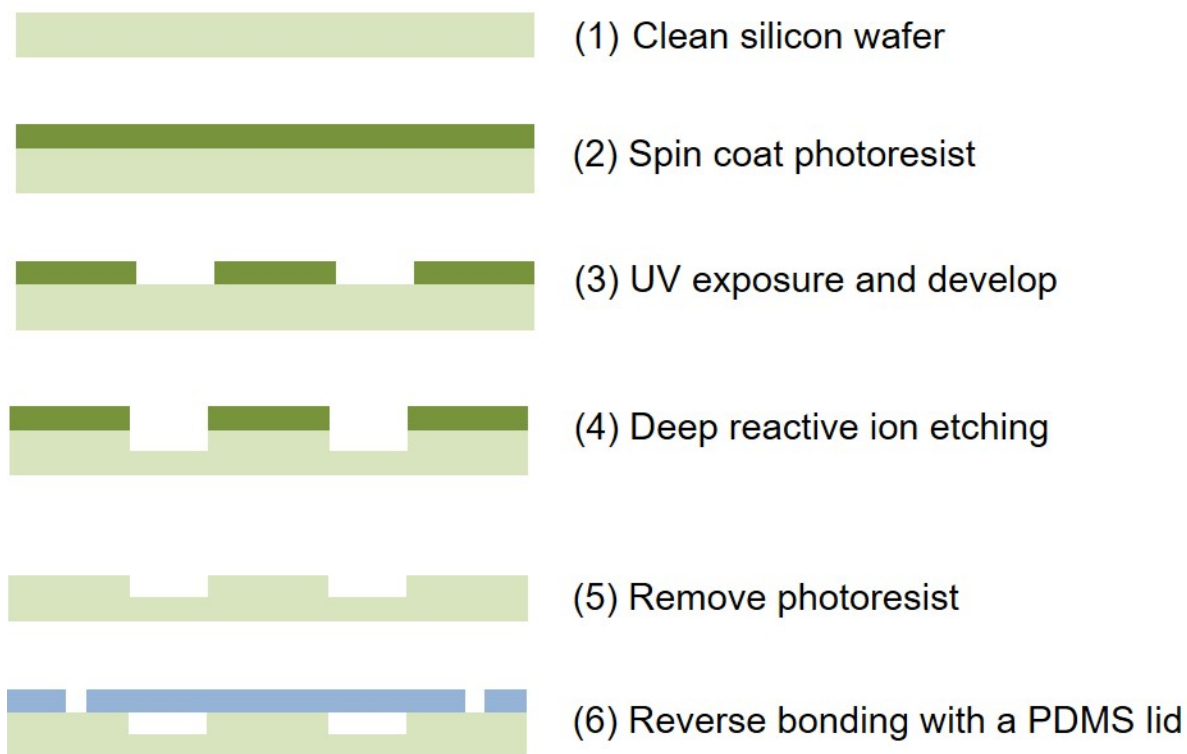 (1) Clean silicon wafer
(2) Spin coat photoresist
(3) UV exposure and develop
(4) Deep reactive ion etching
(5) Remove photoresist
(6) Reverse bonding with a PDMS lid